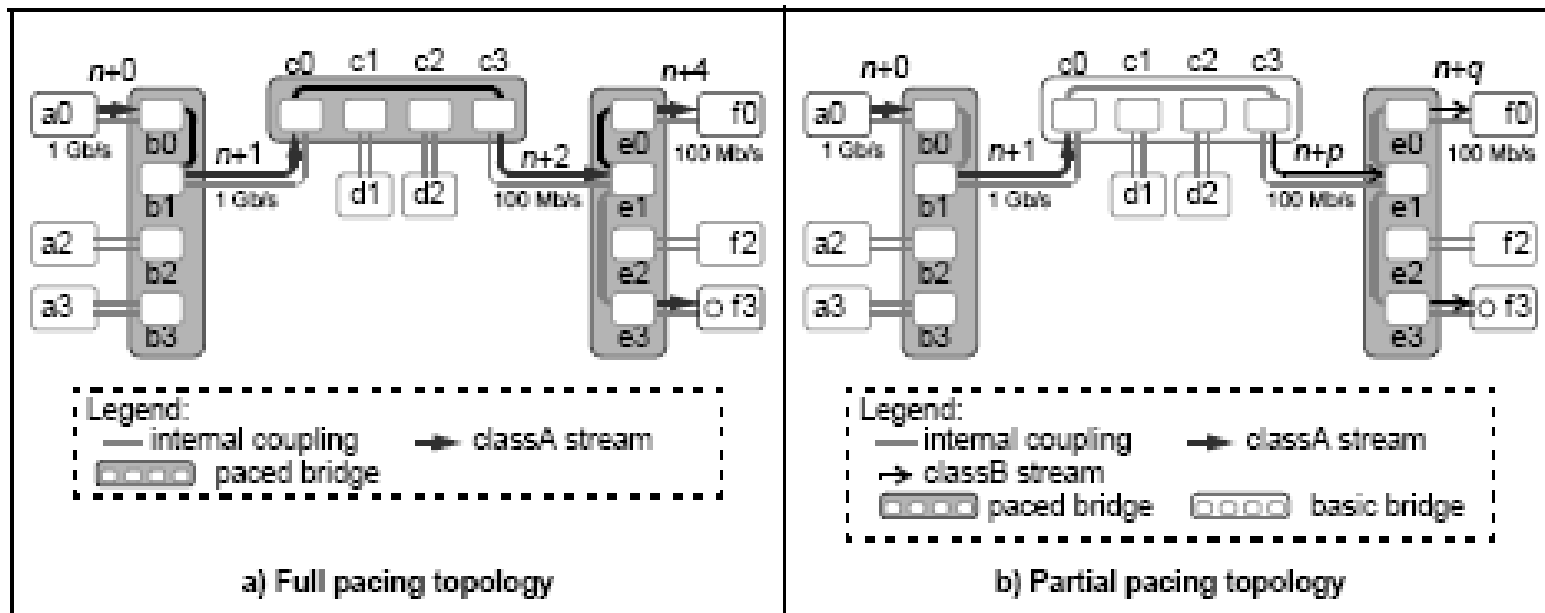 c0 c1 c2 c3
n+0 n+4
a0 f0
b0 e0
1 Gb/s n+1 n+2 100 Mb/s
b1 1 Gb/s d1 d2 100 Mb/s e1
a2 f2
b2 e2
a3 f3
b3 e3
Legend:
internal coupling classA stream
paced bridge
a) Full pacing topology
c0 c1 c2 c3
n+0 n+q
a0 f0
b0 e0
1 Gb/s n+1 n+p 100 Mb/s
b1 1 Gb/s d1 d2 100 Mb/s e1
a2 f2
b2 e2
a3 f3
b3 e3
Legend:
internal coupling classA stream
classB stream
paced bridge basic bridge
b) Partial pacing topology